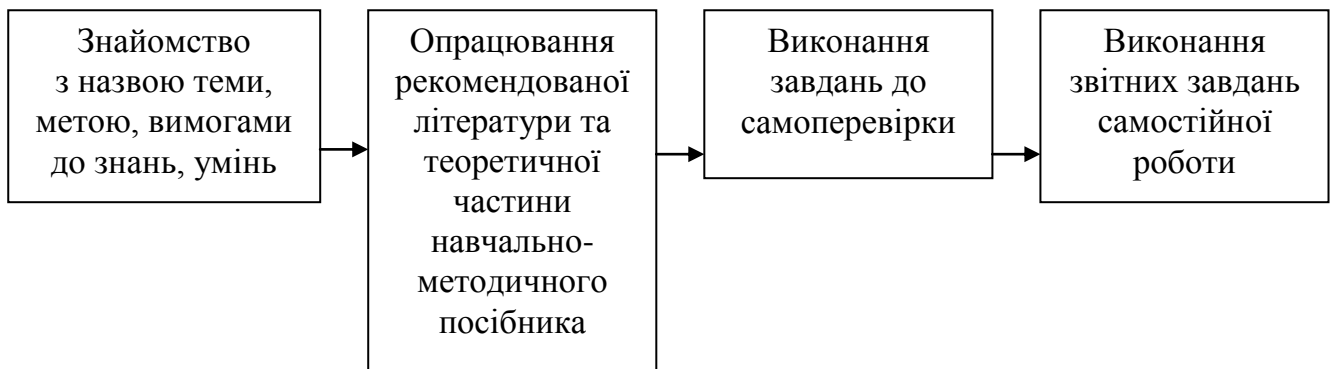 Знайомство
з назвою теми,
метою, вимогами
до знань, умінь
Опрацювання
рекомендованої
літератури та
теоретичної
частини
навчально-
методичного
посібника
Виконання
завдань до
самоперевірки
Виконання
звітних завдань
самостійної
роботи